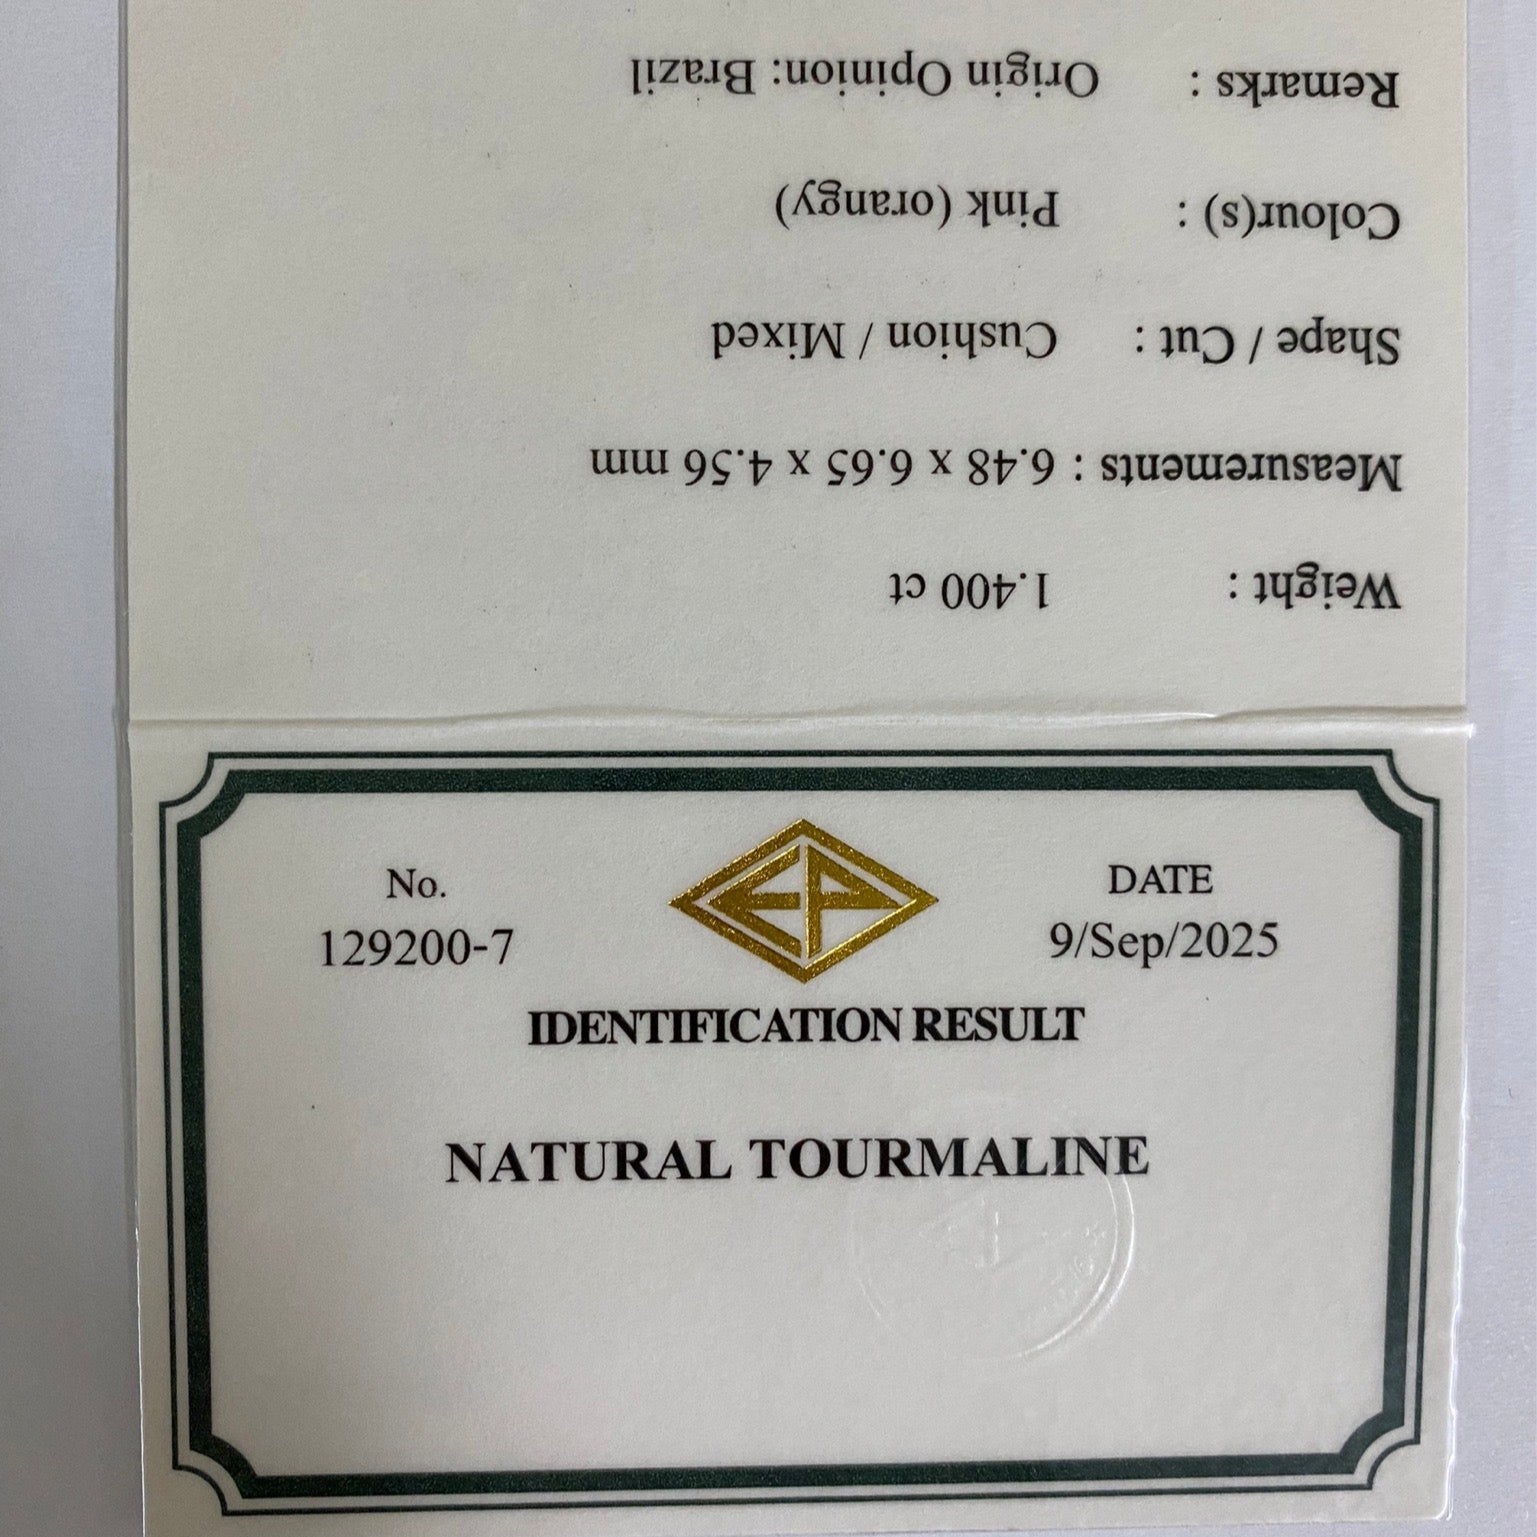 No.
129200-7
EP
DATE
9/Sep/2025
IDENTIFICATION RESULT
NATURAL TOURMALINE
Weight : 1.400 ct
Measurements : 6.48 x 6.65 x 4.56 mm
Shape / Cut : Cushion / Mixed
Colour(s) : Pink (orangy)
Remarks : Origin Opinion: Brazil